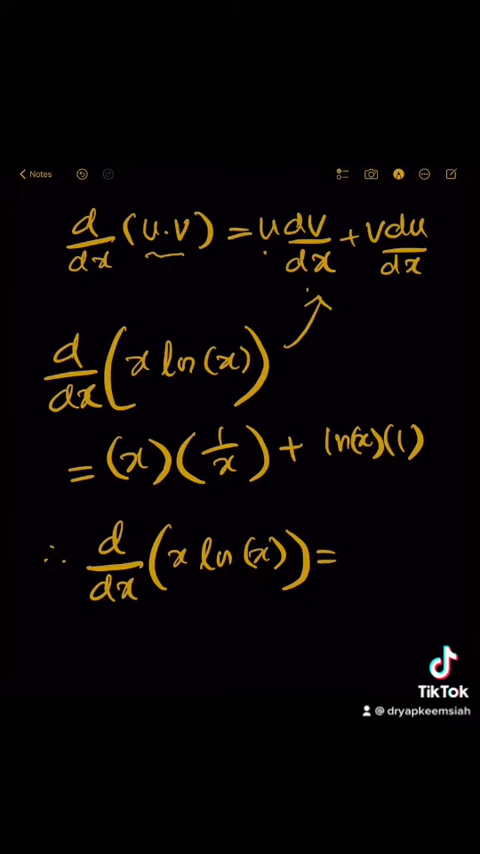 Notes
d/dx (u.v) = u dv/dx + v du/dx
d/dx (x ln(x))
= (x)(1/x) + ln(x)(1)
∴ d/dx (x ln(x)) =
TikTok
@dryapkeemsiah